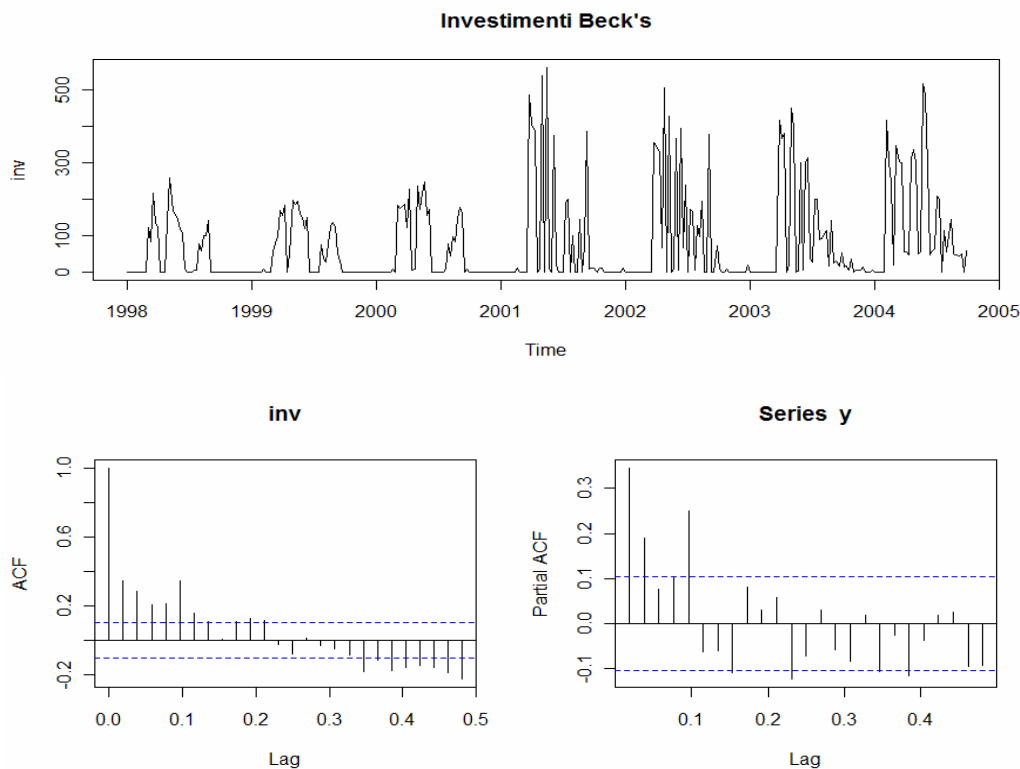 Investimenti Beck's
inv
500
300
100
0
1998 1999 2000 2001 2002 2003 2004 2005
Time
inv
ACF
1.0
0.6
0.2
-0.2
0.0 0.1 0.2 0.3 0.4 0.5
Lag
Series y
Partial ACF
0.3
0.2
0.1
0.0
-0.1
0.1 0.2 0.3 0.4
Lag